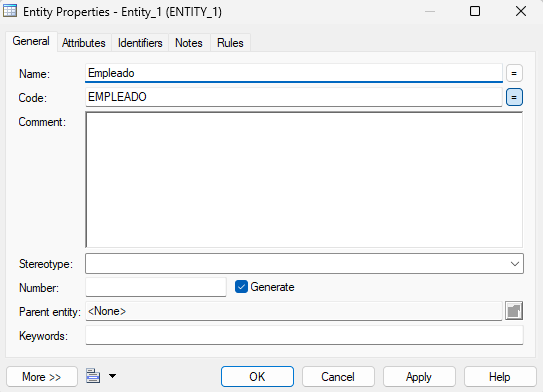 Entity Properties - Entity_1 (ENTITY_1)
General Attributes Identifiers Notes Rules
Name: Empleado =
Code: EMPLEADO =
Comment:
Stereotype:
Number: Generate
Parent entity: <None>
Keywords:
More >> OK Cancel Apply Help